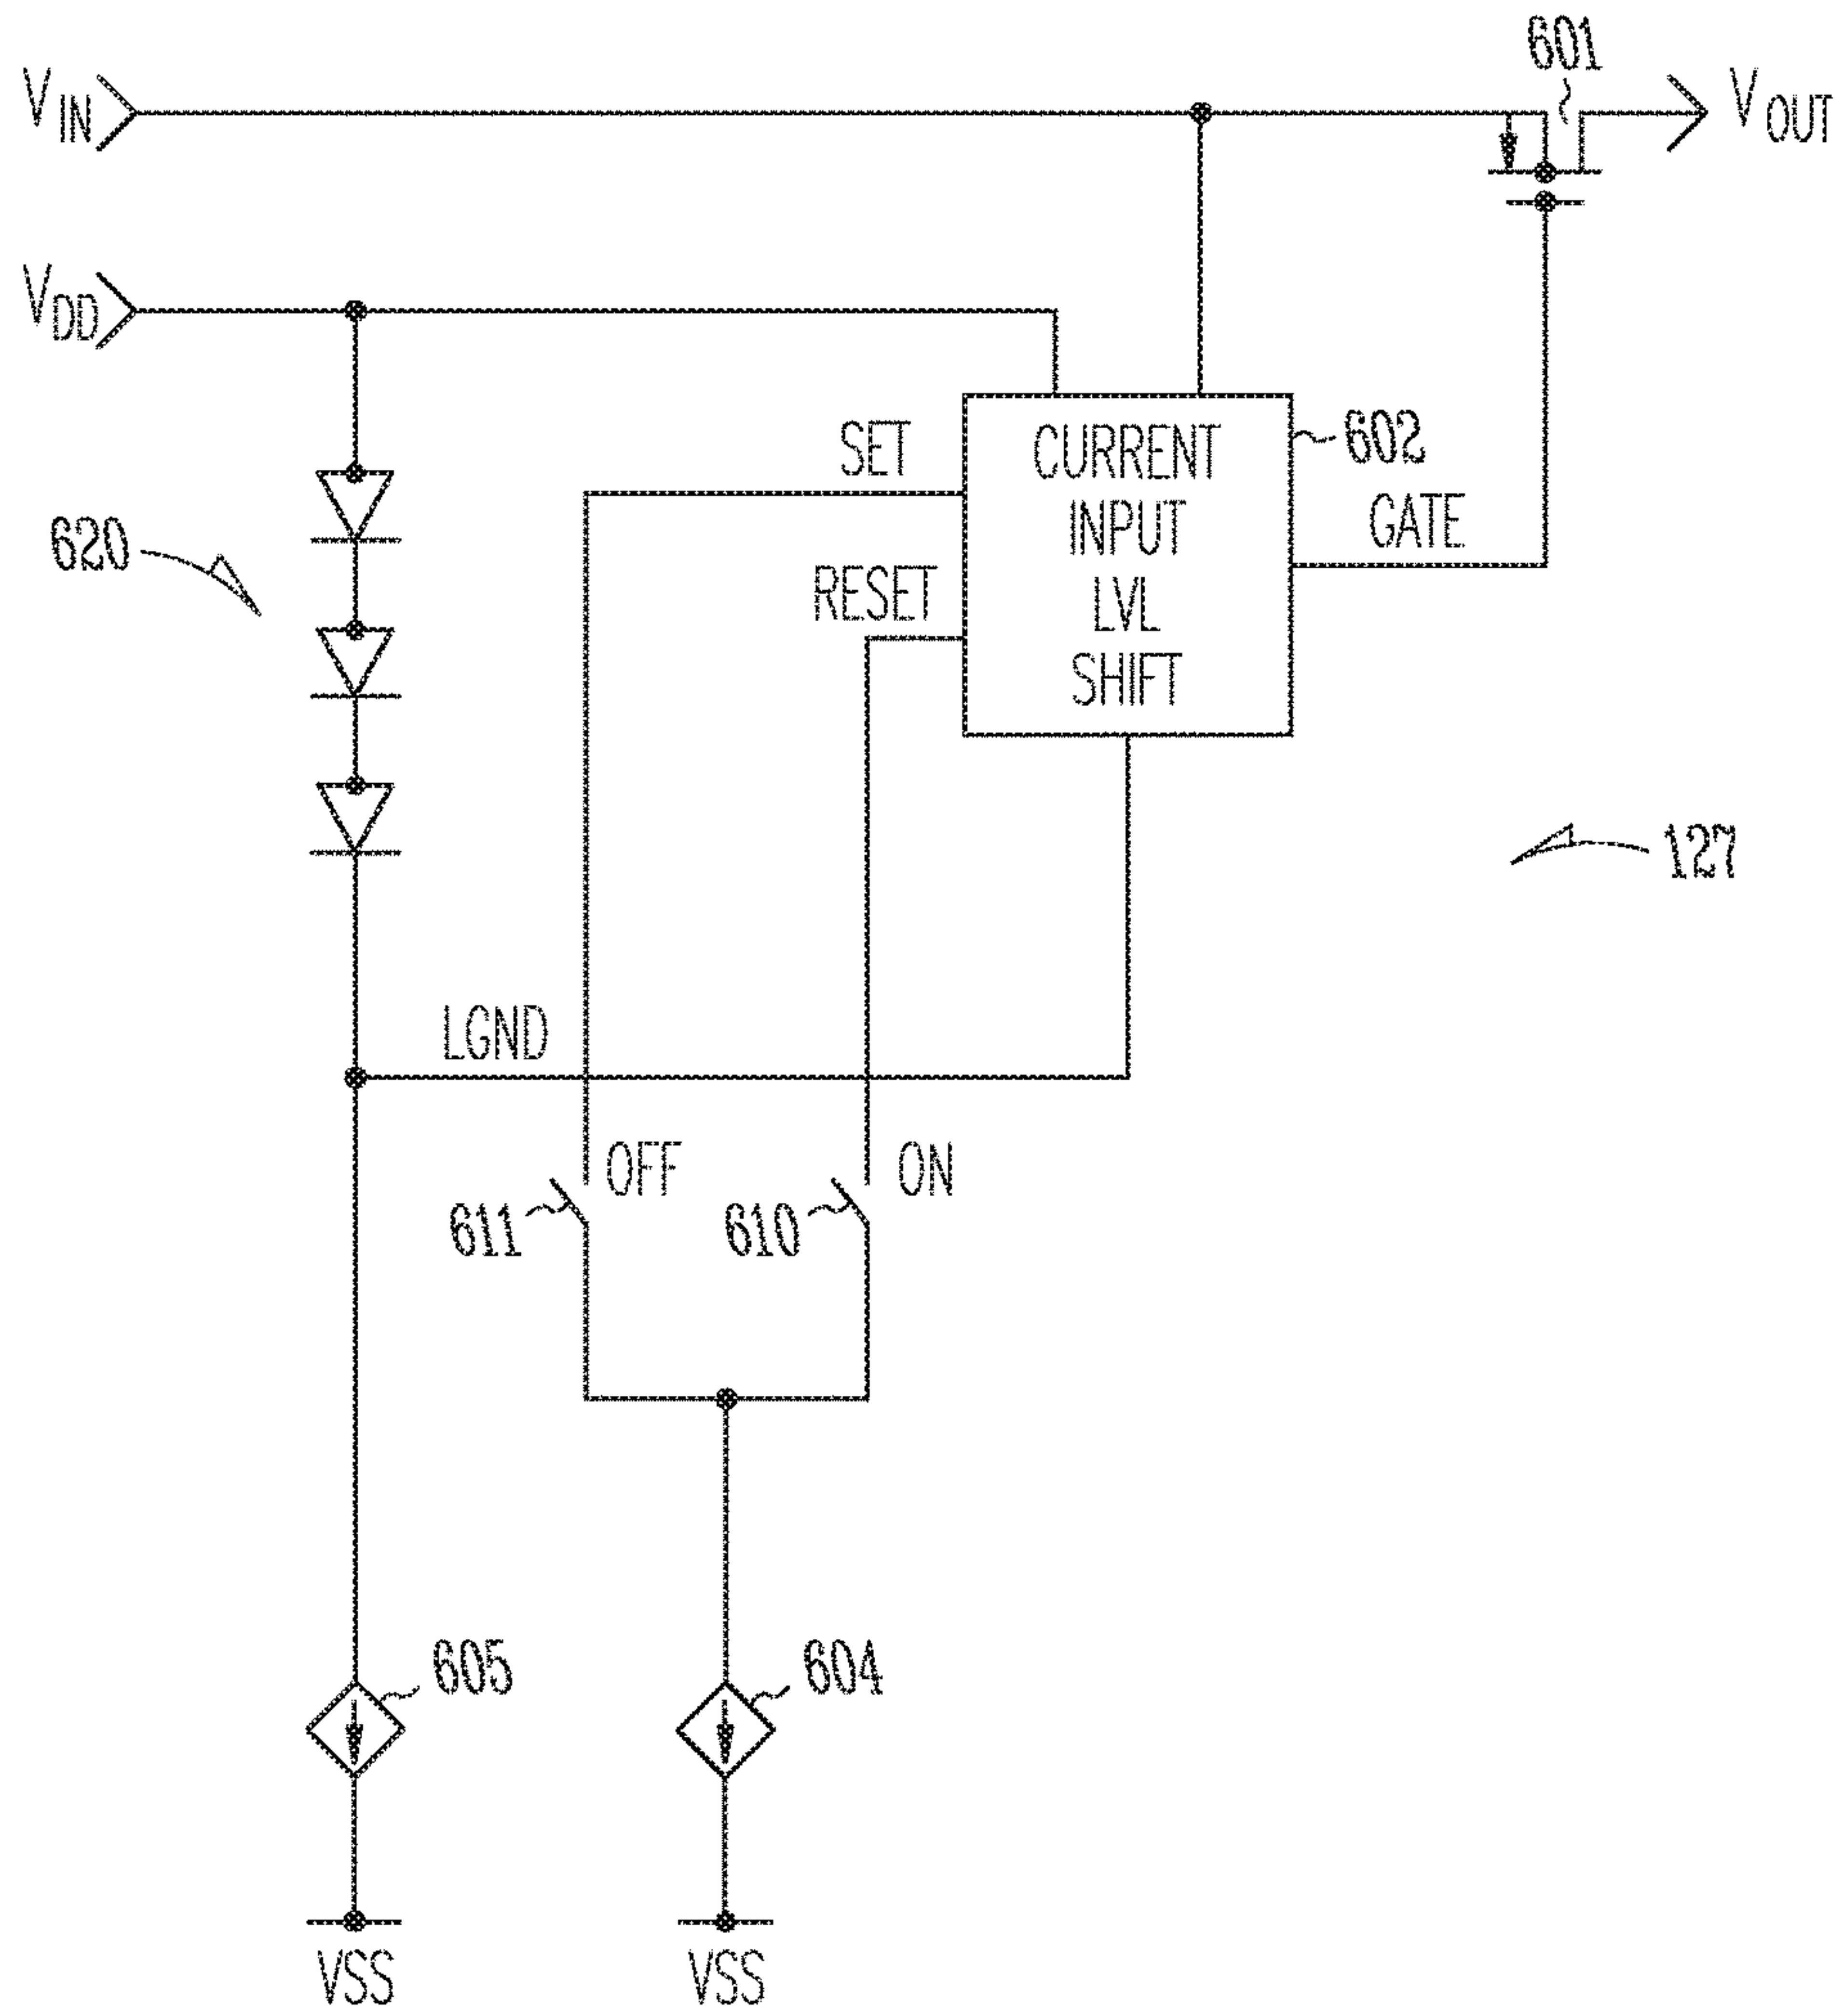 601
VIN
VOUT
VDD
SET
CURRENT
INPUT
LVL
SHIFT
602
GATE
620
RESET
127
LGND
OFF
ON
611
610
605
604
VSS
VSS